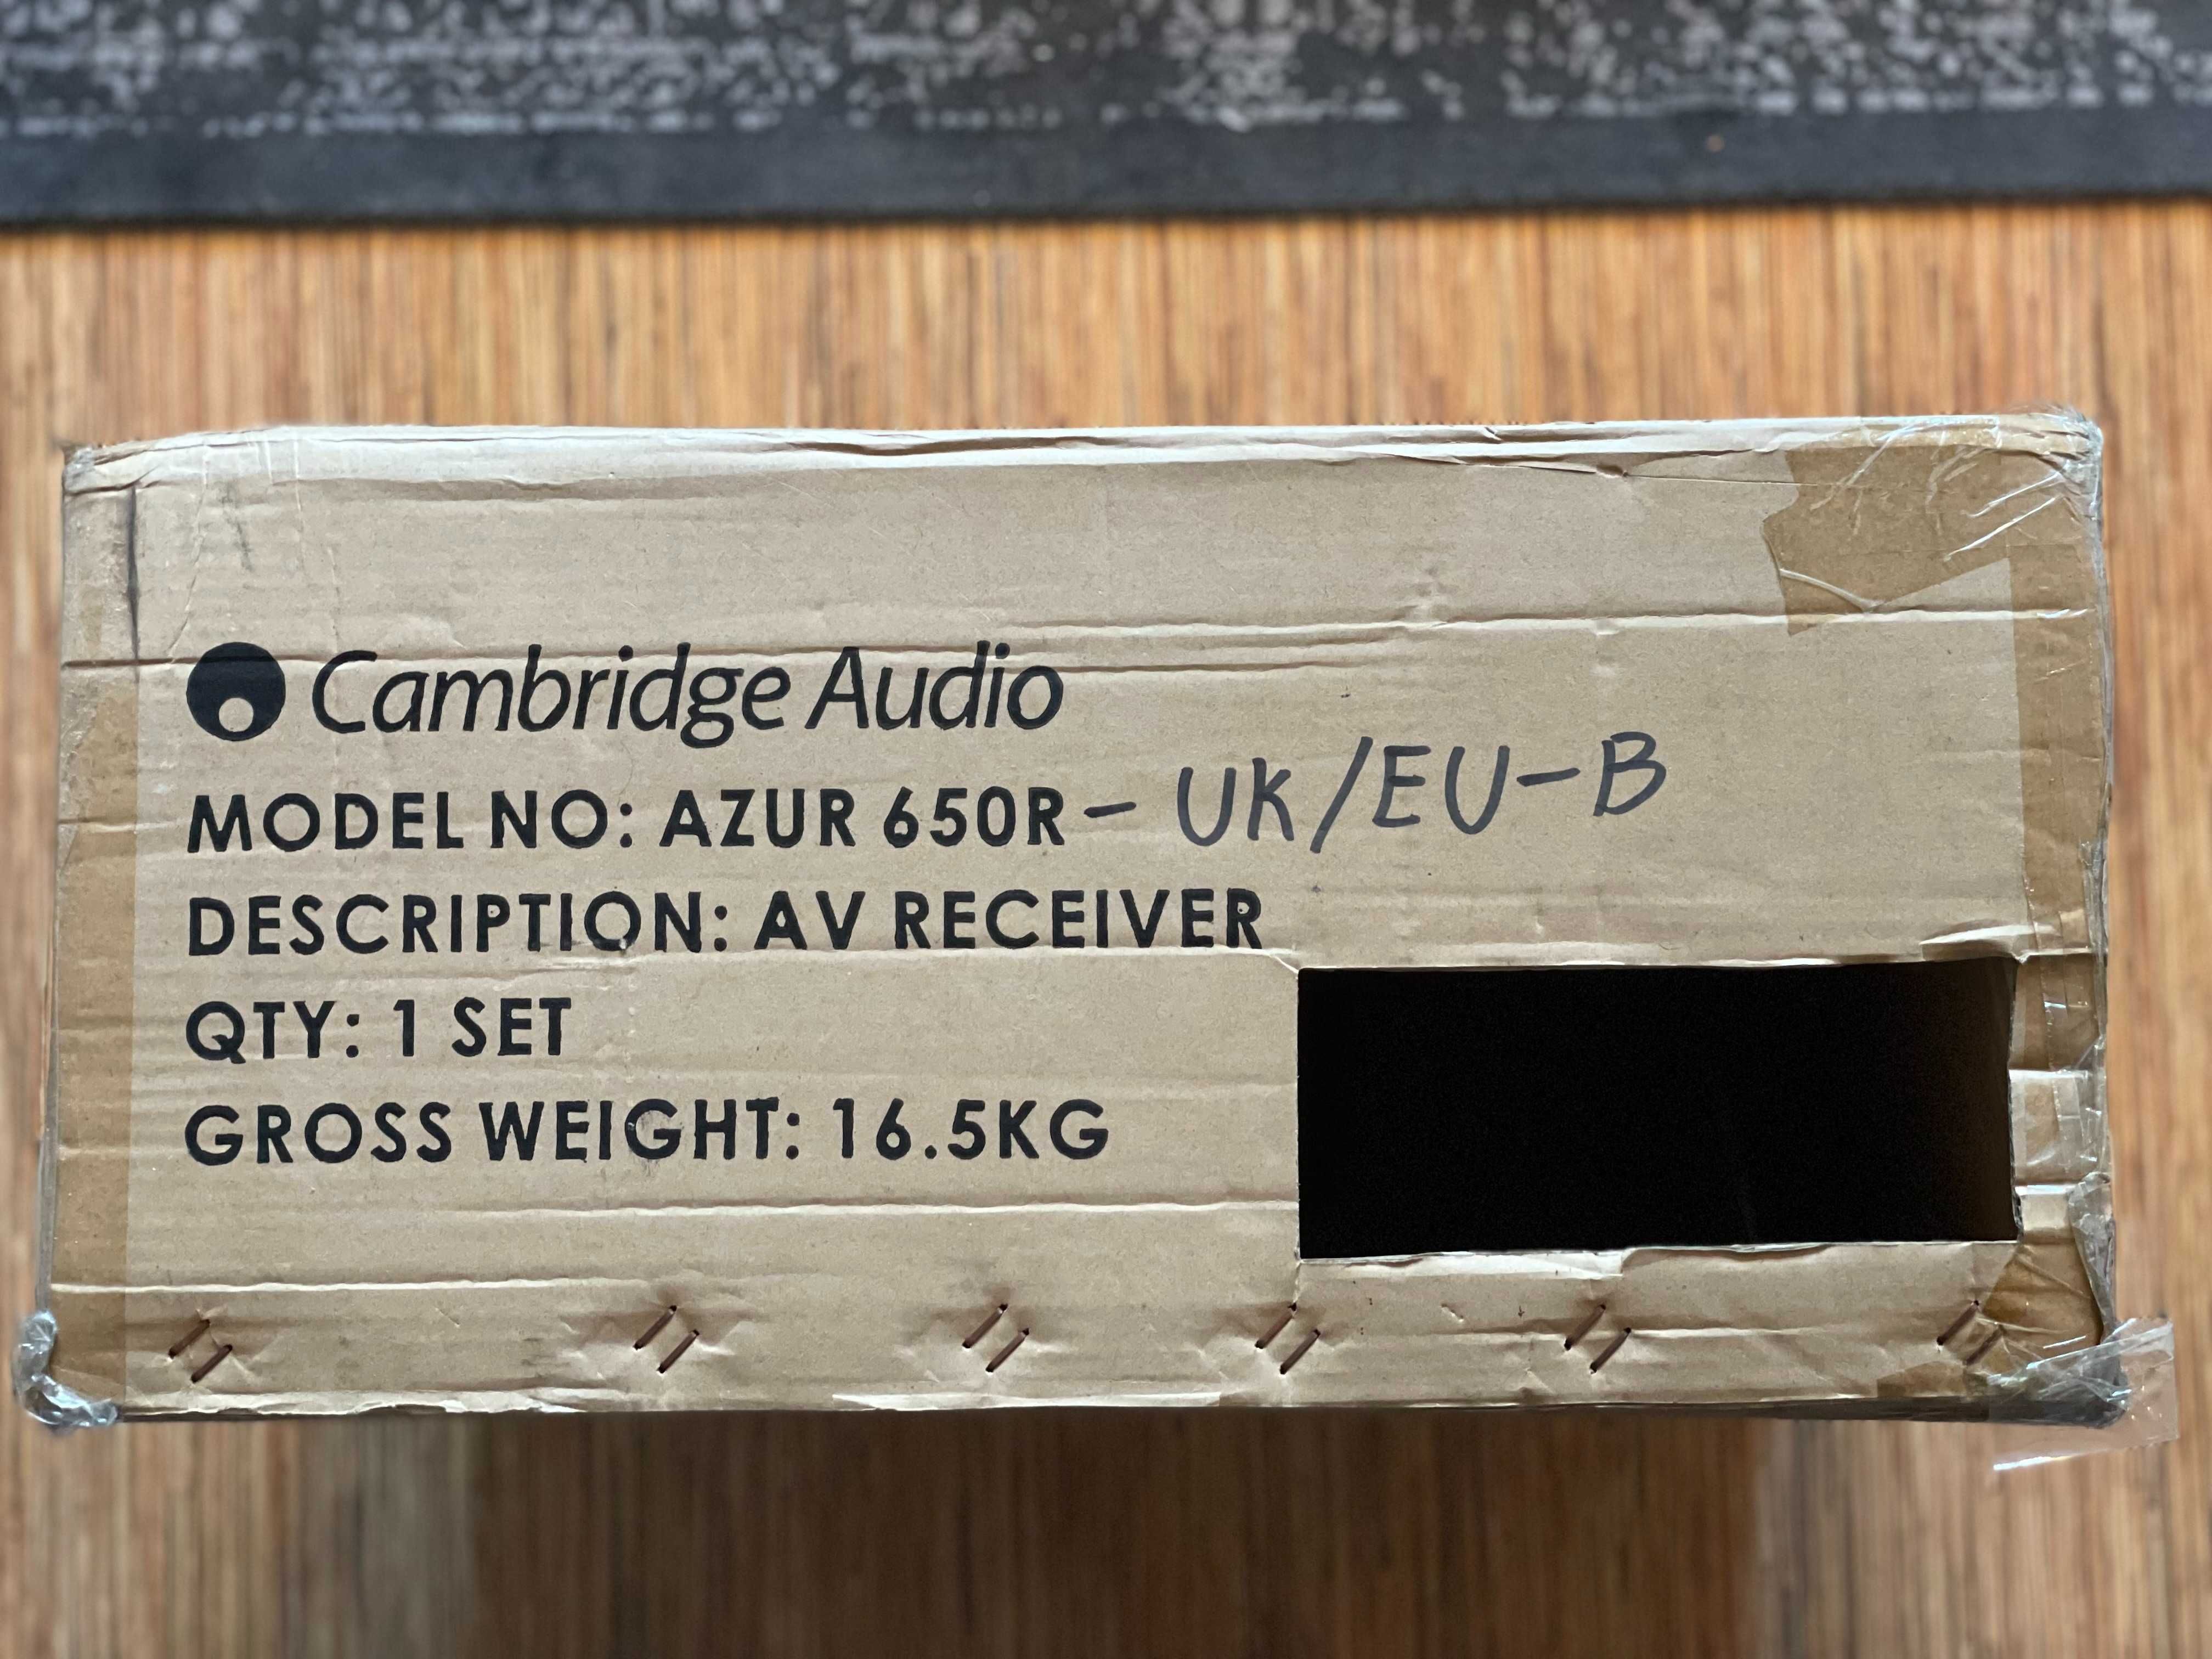 Cambridge Audio
MODEL NO: AZUR 650R - UK/EU-B
DESCRIPTION: AV RECEIVER
QTY: 1 SET
GROSS WEIGHT: 16.5KG